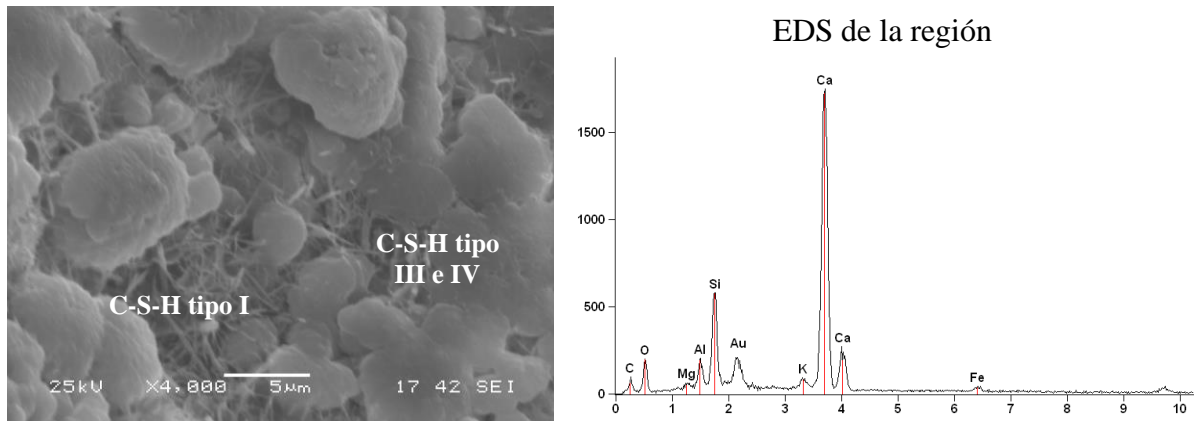 C-S-H tipo
III e IV
C-S-H tipo I
25kV X4,000 5µm 17 42 SEI
EDS de la región
1500
1000
500
0
C
O
Mg
Al
Si
Au
K
Ca
Ca
Fe
0 1 2 3 4 5 6 7 8 9 10